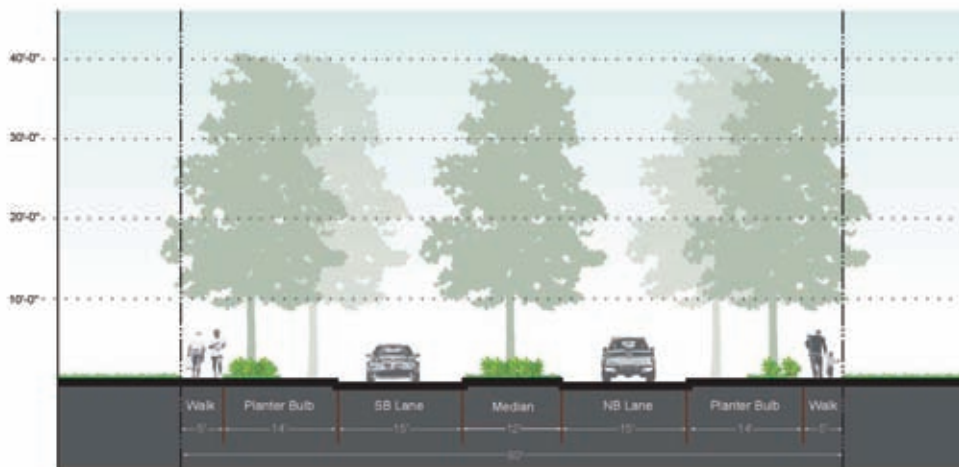 40'-0"
30'-0"
20'-0"
10'-0"
Walk Planter Bulb SB Lane Median NB Lane Planter Bulb Walk
5' 14' 15' 12' 15' 14' 5'
80'